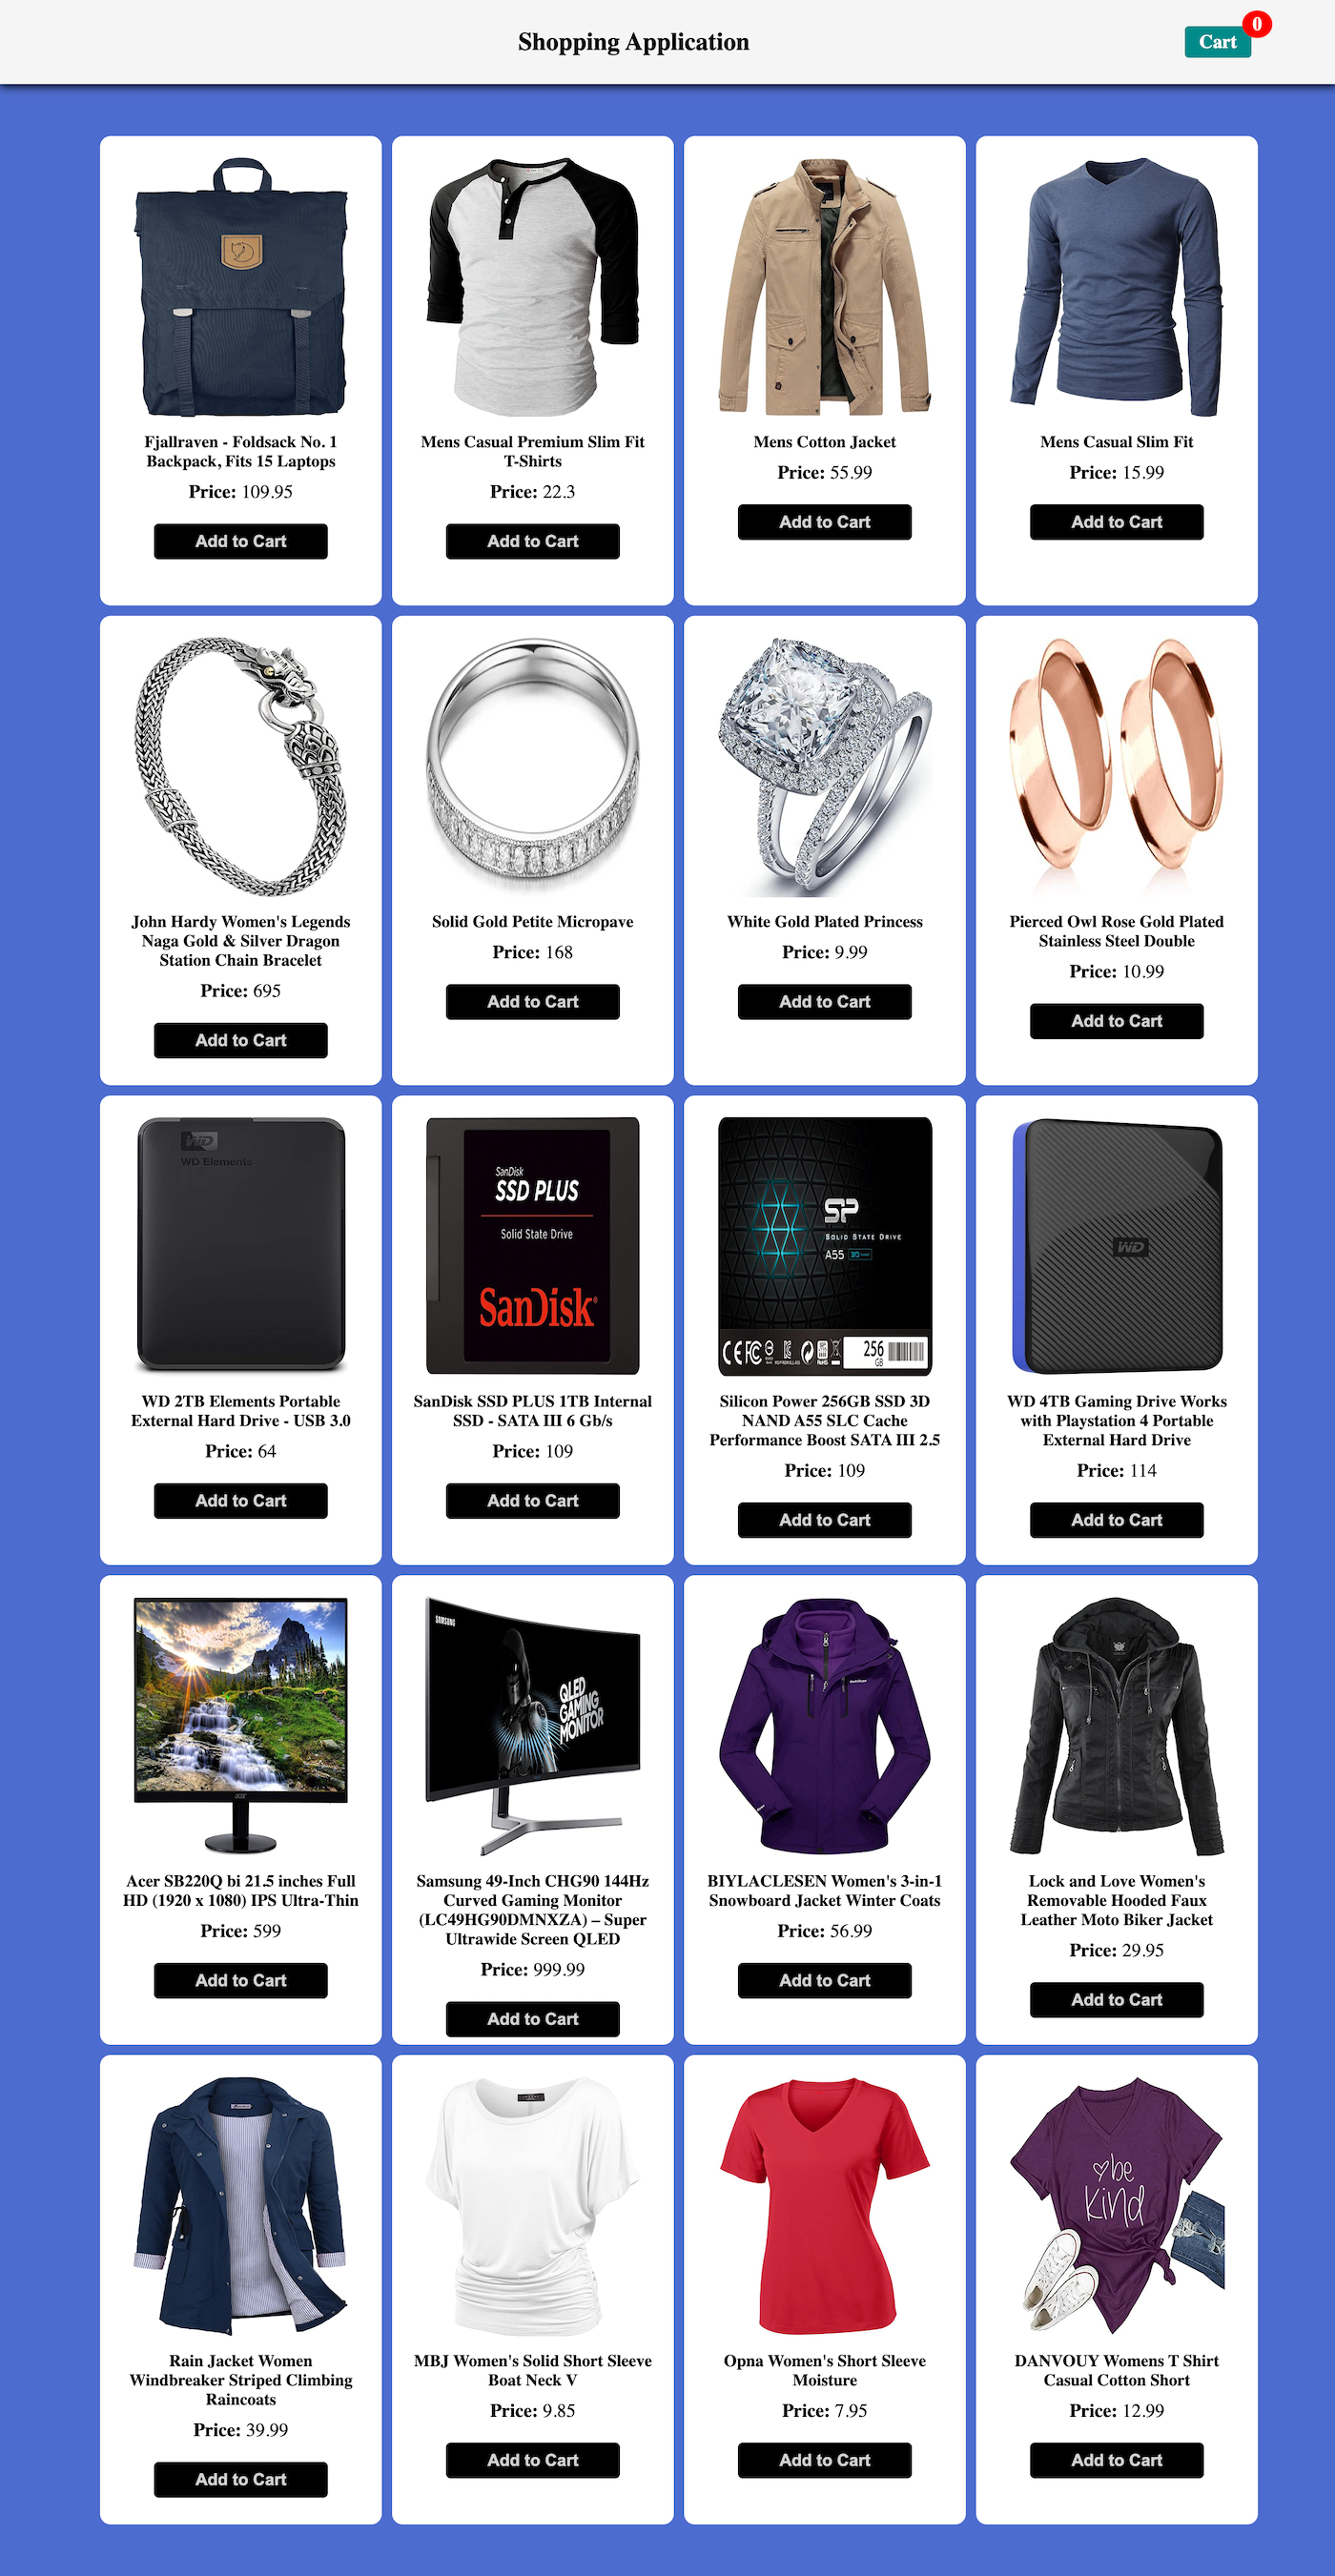 Shopping Application
Cart
0
Fjallraven - Foldsack No. 1
Backpack, Fits 15 Laptops
Price: 109.95
Add to Cart
Mens Casual Premium Slim Fit
T-Shirts
Price: 22.3
Add to Cart
Mens Cotton Jacket
Price: 55.99
Add to Cart
Mens Casual Slim Fit
Price: 15.99
Add to Cart
John Hardy Women's Legends
Naga Gold & Silver Dragon
Station Chain Bracelet
Price: 695
Add to Cart
Solid Gold Petite Micropave
Price: 168
Add to Cart
White Gold Plated Princess
Price: 9.99
Add to Cart
Pierced Owl Rose Gold Plated
Stainless Steel Double
Price: 10.99
Add to Cart
WD
WD Elements
WD 2TB Elements Portable
External Hard Drive - USB 3.0
Price: 64
Add to Cart
SanDisk
SSD PLUS
Solid State Drive
SanDisk
SanDisk SSD PLUS 1TB Internal
SSD - SATA III 6 Gb/s
Price: 109
Add to Cart
SP
SOLID STATE DRIVE
A55
256
GB
Silicon Power 256GB SSD 3D
NAND A55 SLC Cache
Performance Boost SATA III 2.5
Price: 109
Add to Cart
WD
WD 4TB Gaming Drive Works
with Playstation 4 Portable
External Hard Drive
Price: 114
Add to Cart
acer
Acer SB220Q bi 21.5 inches Full
HD (1920 x 1080) IPS Ultra-Thin
Price: 599
Add to Cart
SAMSUNG
QLED
GAMING
MONITOR
Samsung 49-Inch CHG90 144Hz
Curved Gaming Monitor
(LC49HG90DMNXZA) – Super
Ultrawide Screen QLED
Price: 999.99
Add to Cart
BIYLACLESEN Women's 3-in-1
Snowboard Jacket Winter Coats
Price: 56.99
Add to Cart
Lock and Love Women's
Removable Hooded Faux
Leather Moto Biker Jacket
Price: 29.95
Add to Cart
Rain Jacket Women
Windbreaker Striped Climbing
Raincoats
Price: 39.99
Add to Cart
MBJ Women's Solid Short Sleeve
Boat Neck V
Price: 9.85
Add to Cart
Opna Women's Short Sleeve
Moisture
Price: 7.95
Add to Cart
be
kind
DANVOUY Womens T Shirt
Casual Cotton Short
Price: 12.99
Add to Cart